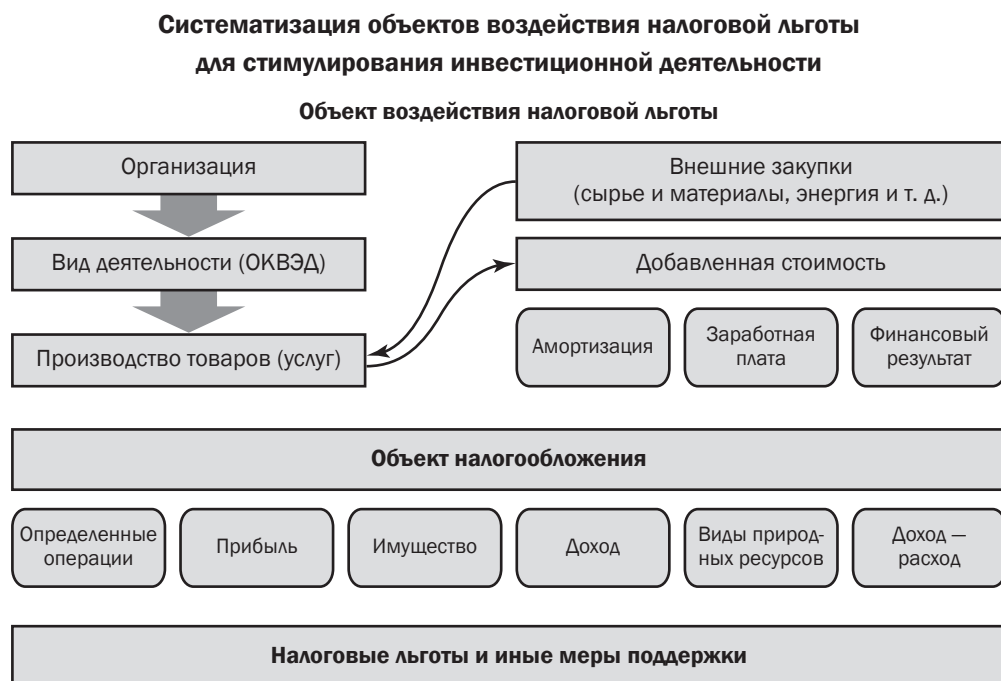 Систематизация объектов воздействия налоговой льготы
для стимулирования инвестиционной деятельности
Объект воздействия налоговой льготы
Организация
Вид деятельности (ОКВЭД)
Производство товаров (услуг)
Внешние закупки
(сырье и материалы, энергия и т. д.)
Добавленная стоимость
Амортизация
Заработная
плата
Финансовый
результат
Объект налогообложения
Определенные
операции
Прибыль
Имущество
Доход
Виды природ-
ных ресурсов
Доход —
расход
Налоговые льготы и иные меры поддержки